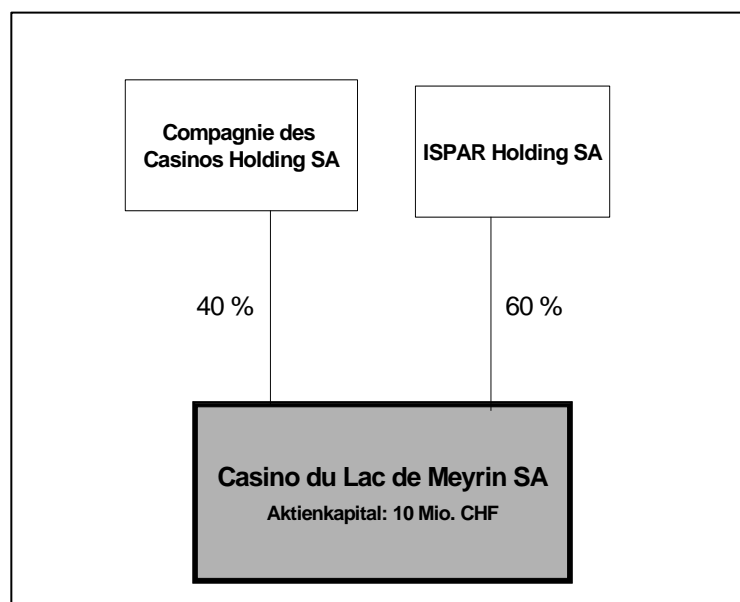 Compagnie des
Casinos Holding SA
ISPAR Holding SA
40 %
60 %
Casino du Lac de Meyrin SA
Aktienkapital: 10 Mio. CHF